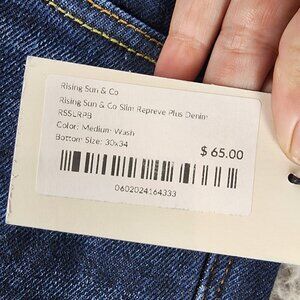 Rising Sun & Co
Rising Sun & Co Slim Repreve Plus Denim
RSSLRPB
Color: Medium Wash
Bottom Size: 30x34
$ 65.00
0602024164333